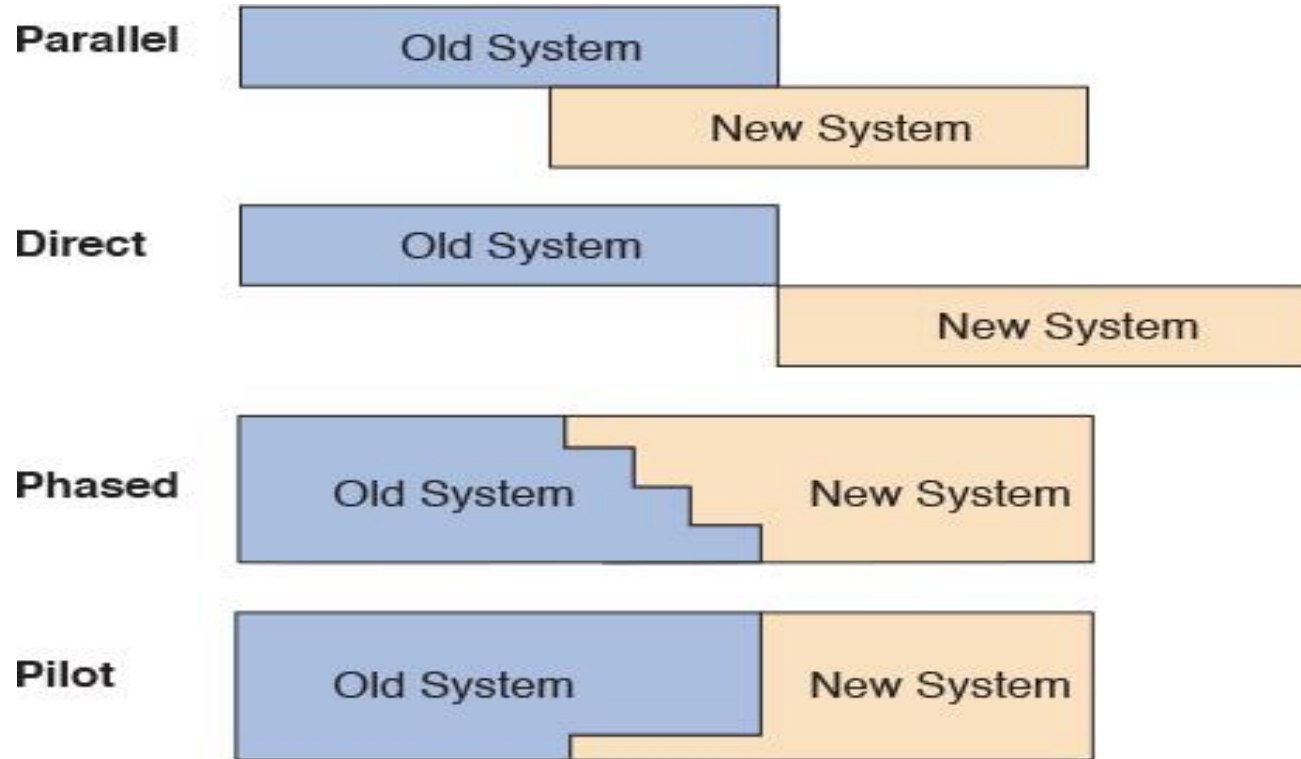 Parallel
Old System
New System
Direct
Old System
New System
Phased
Old System
New System
Pilot
Old System
New System